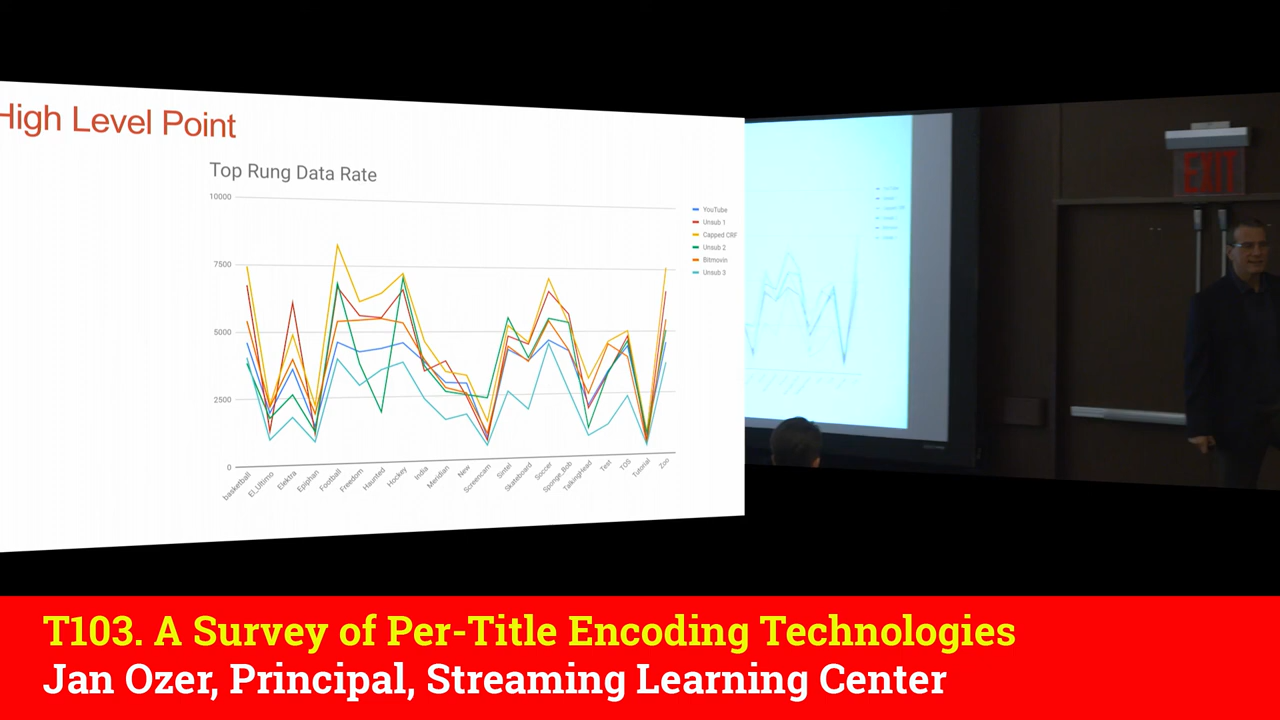 High Level Point
Top Rung Data Rate
10000
7500
5000
2500
0
YouTube
Unsub 1
Capped CRF
Unsub 2
Bitmovin
Unsub 3
basketball
El_Ultimo
Elektra
Epiphan
Football
Freedom
Haunted
Hockey
India
Meridian
New
Screencam
Sintel
Skateboard
Soccer
Sponge_Bob
TalkingHead
Test
TOS
Tutorial
Zoo
EXIT
T103. A Survey of Per-Title Encoding Technologies
Jan Ozer, Principal, Streaming Learning Center